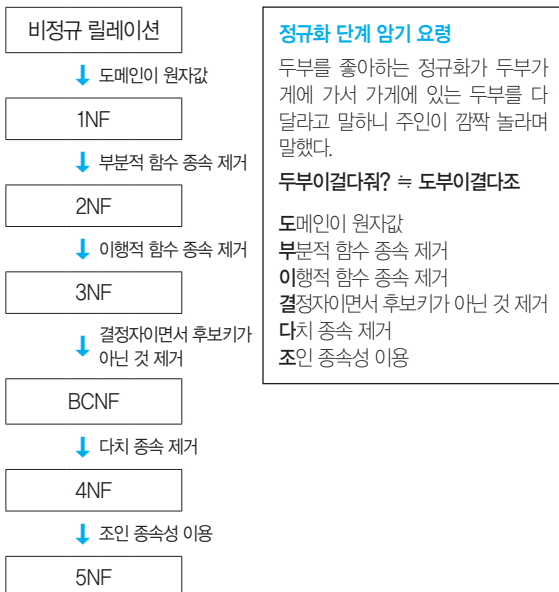 비정규 릴레이션
도메인이 원자값
1NF
부분적 함수 종속 제거
2NF
이행적 함수 종속 제거
3NF
결정자이면서 후보키가
아닌 것 제거
BCNF
다치 종속 제거
4NF
조인 종속성 이용
5NF
정규화 단계 암기 요령
두부를 좋아하는 정규화가 두부가
게에 가서 가게에 있는 두부를 다
달라고 말하니 주인이 깜짝 놀라며
말했다.
두부이걸다줘? ≒ 도부이결다조
도메인이 원자값
부분적 함수 종속 제거
이행적 함수 종속 제거
결정자이면서 후보키가 아닌 것 제거
다치 종속 제거
조인 종속성 이용